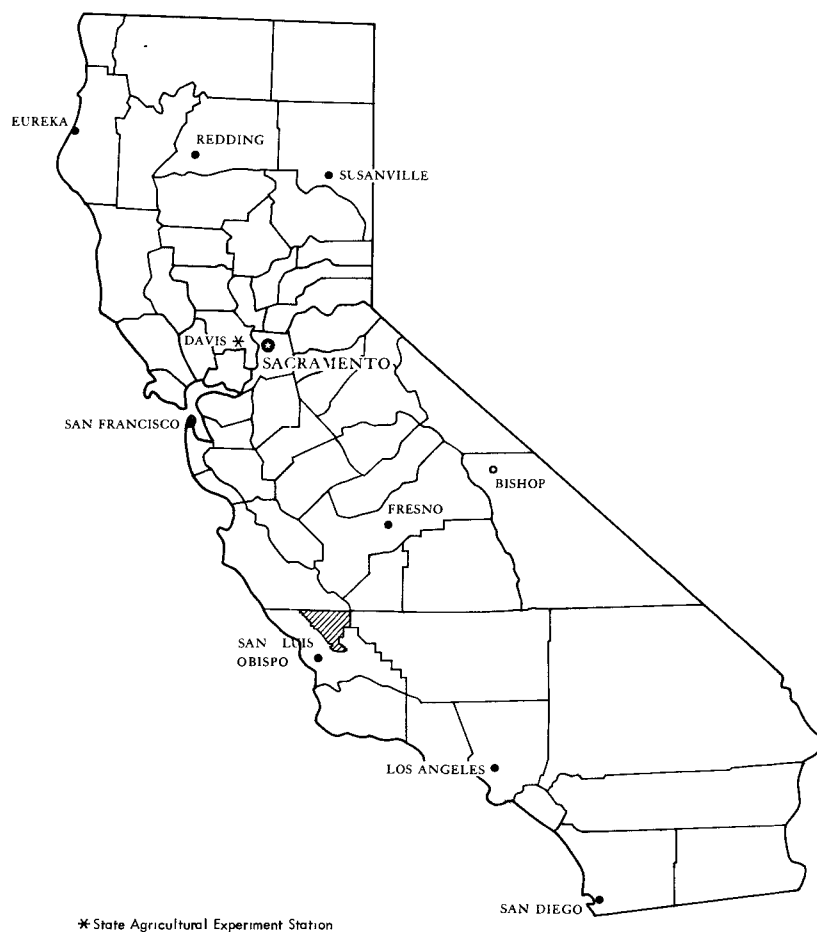 EUREKA
REDDING
SUSANVILLE
DAVIS *
SACRAMENTO
SAN FRANCISCO
BISHOP
FRESNO
SAN LUIS
OBISPO
LOS ANGELES
SAN DIEGO
* State Agricultural Experiment Station